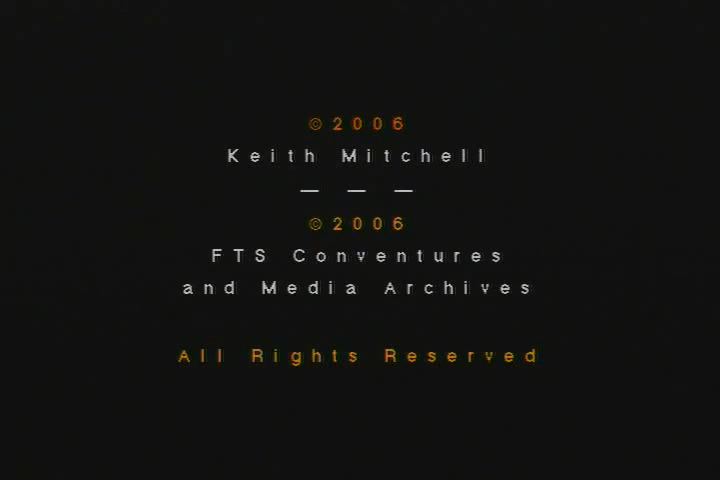 ©2006
Keith Mitchell
— — —
©2006
FTS Conventures
and Media Archives
All Rights Reserved